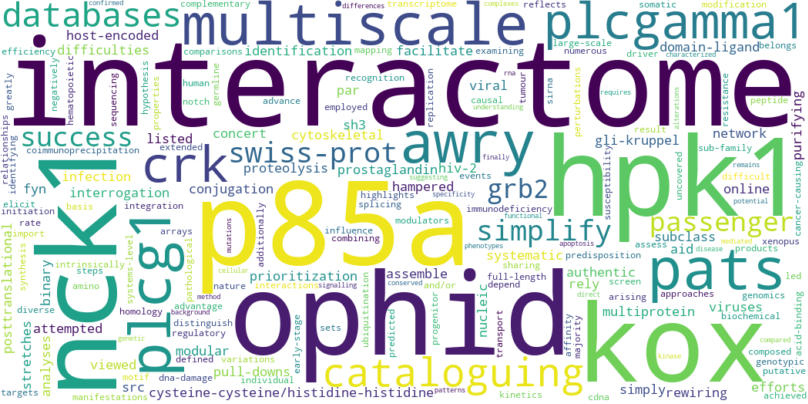 confirmed
complementary
transcriptome
differences
complexes
somatic
modification
databases
multiscale
plcgamma1
reflects
host-encoded
efficiency
difficulties
comparisons
mapping
examining
driver
large-scale
characterized
identification
facilitate
numerous
domain-ligand
belongs
interactome
relationships
greatly
identifying
negatively
hematopoietic
sequencing
hypothesis
properties
human
notch
germline
advance
employed
par
recognition
replication
viral
rna
causal
understanding
tumour
sirna
perturbations
requires
driver
alterations
resistance
peptide
purifying
sh3
success
coimmunoprecipitation
listed
extended
concert
cytoskeletal
awry
gli-kruppel
network
result
sub-family
remains
difficult
potential
online
cancer-causing
crk
swiss-prot
proteolysis
prostaglandin
hiv-2
hpk1
uncovered
susceptibility
fyn
infection
interrogation
elicit
basis
initiation
integration
rate
import
conjugation
highlights
splicing
hampered
events
finally
suggesting
specificity
grb2
immunodeficiency
functional
simplify
passenger
nck1
p85a
mutations
additionally
influence
modulators
combining
phenotypes
apoptosis
predisposition
systematic
sharing
subclass
assess
aid
mediated
disease
products
xenopus
led
posttranslational
synthesis
steps
intrinsically
amino
binary
systems-level
arrays
plcg1
pathological
cellular
prioritization
nature
interactions
signalling
assemble
and/or
full-length
depend
authentic
rely
screen
pats
genomics
viruses
biochemical
acid-binding
diverse
attempted
stretches
analyses
homology
viewed
genetic
method
advantage
background
distinguish
regulatory
defined
modular
variations
pull-downs
dna-damage
individual
ophid
early-stage
sets
ubiquitination
predicted
conserved
progenitor
transport
nucleic
affinity
majority
direct
arising
approaches
multiprotein
kox
kinase
composed
compared
genotypic
putative
efforts
achieved
targets
manifestations
motif
src
cysteine-cysteine/histidine-histidine
patterns
cataloguing
kinetics
cdna
simply
rewiring